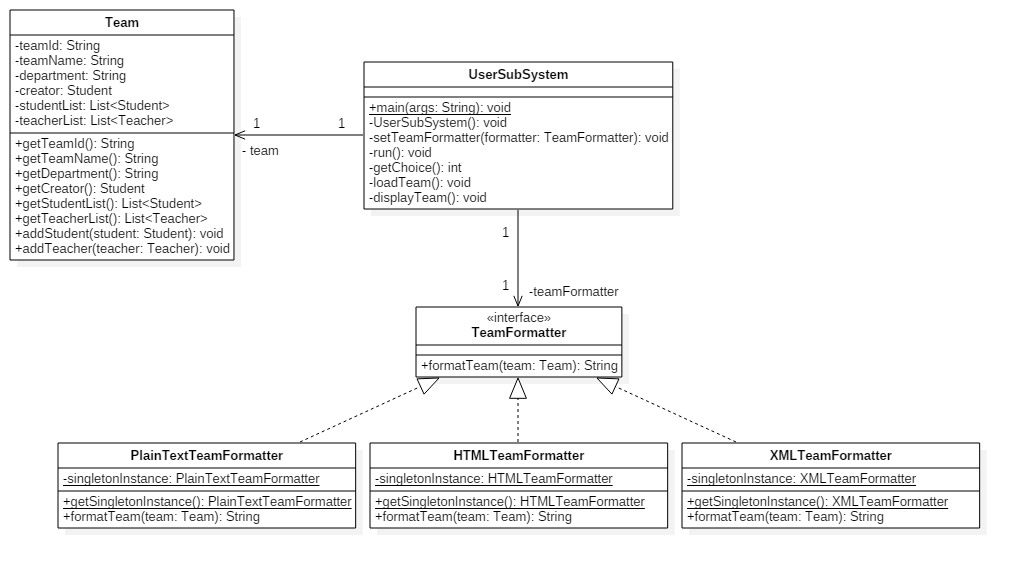 Team
-teamId: String
-teamName: String
-department: String
-creator: Student
-studentList: List<Student>
-teacherList: List<Teacher>
+getTeamId(): String
+getTeamName(): String
+getDepartment(): String
+getCreator(): Student
+getStudentList(): List<Student>
+getTeacherList(): List<Teacher>
+addStudent(student: Student): void
+addTeacher(teacher: Teacher): void
1
1
- team
UserSubSystem
+main(args: String): void
-UserSubSystem(): void
-setTeamFormatter(formatter: TeamFormatter): void
-run(): void
-getChoice(): int
-loadTeam(): void
-displayTeam(): void
1
1
-teamFormatter
«interface»
TeamFormatter
+formatTeam(team: Team): String
PlainTextTeamFormatter
-singletonInstance: PlainTextTeamFormatter
+getSingletonInstance(): PlainTextTeamFormatter
+formatTeam(team: Team): String
HTMLTeamFormatter
-singletonInstance: HTMLTeamFormatter
+getSingletonInstance(): HTMLTeamFormatter
+formatTeam(team: Team): String
XMLTeamFormatter
-singletonInstance: XMLTeamFormatter
+getSingletonInstance(): XMLTeamFormatter
+formatTeam(team: Team): String